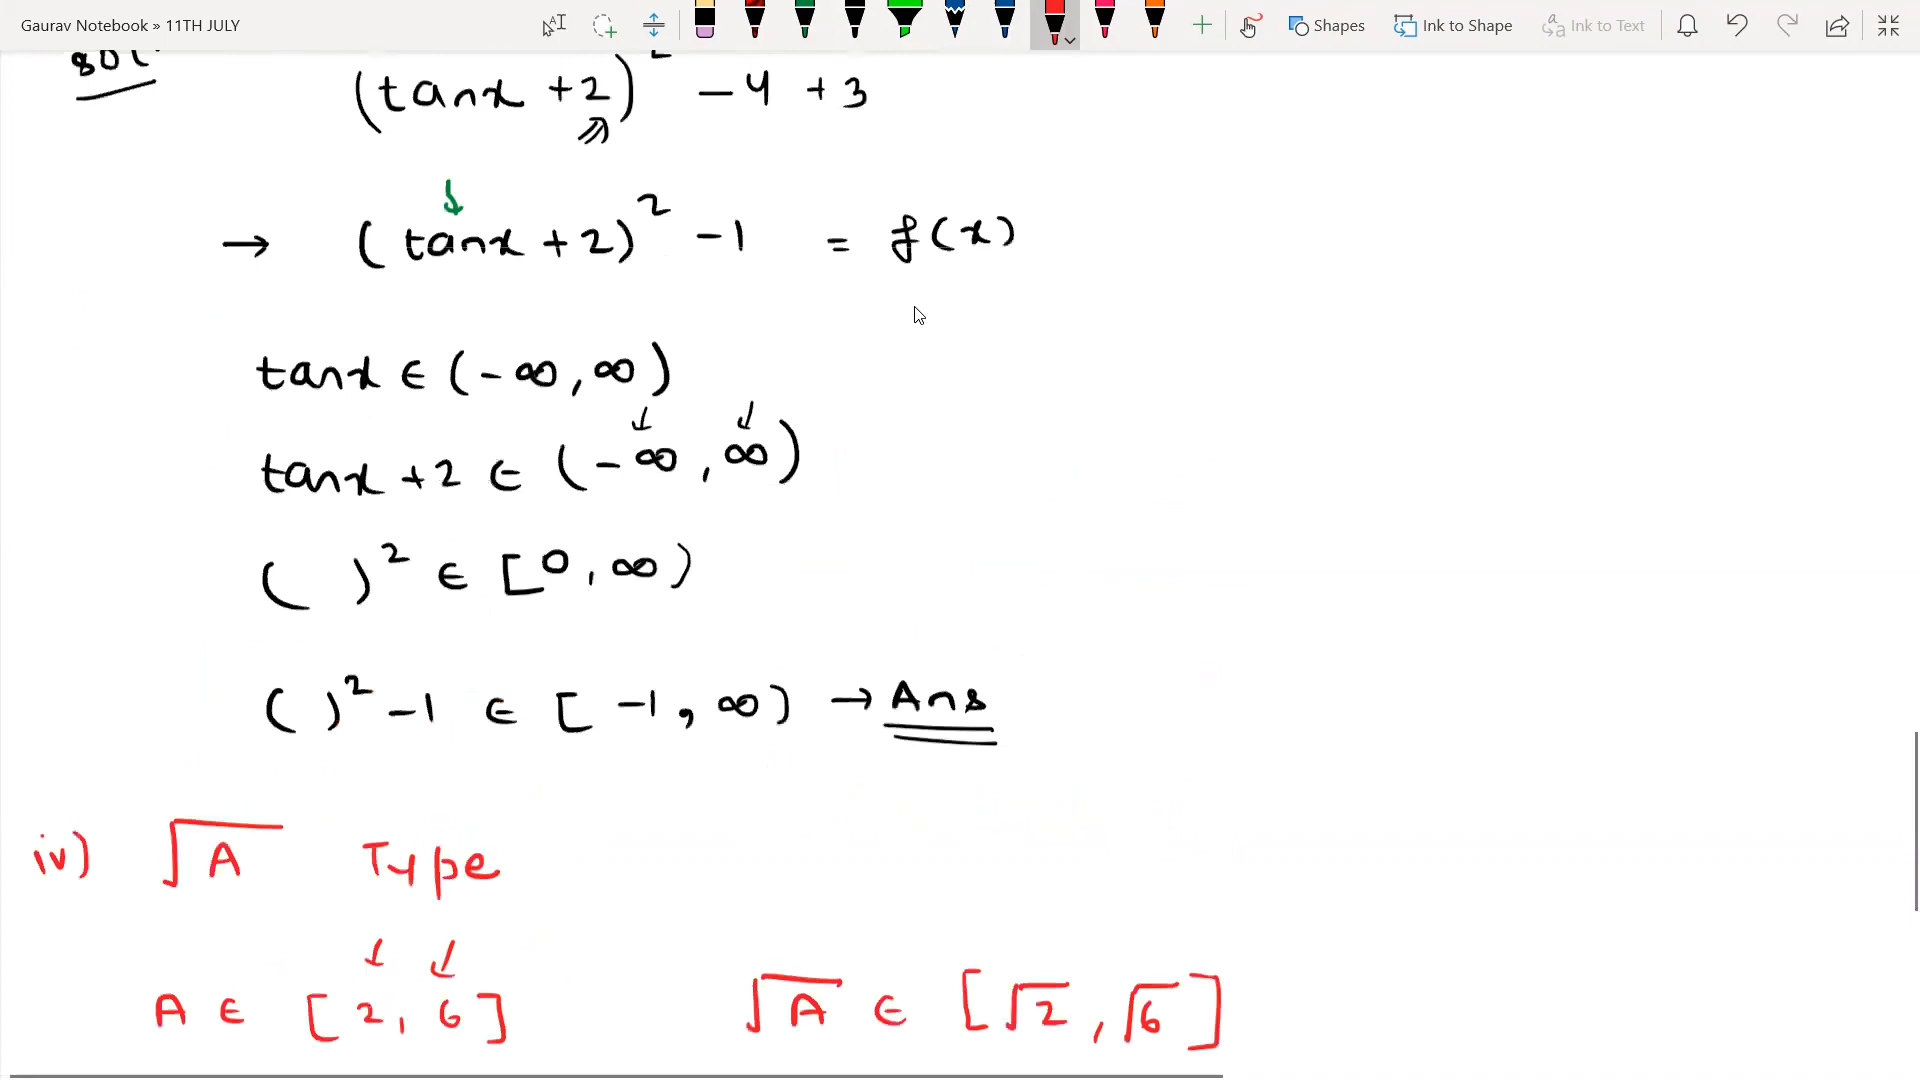 Gaurav Notebook » 11TH JULY
Shapes
Ink to Shape
Ink to Text
sol.
(tanx + 2)² - 4 + 3
→ (tanx + 2)² - 1 = f(x)
tanx ∈ (-∞, ∞)
tanx + 2 ∈ (-∞, ∞)
( )² ∈ [0, ∞)
( )² - 1 ∈ [-1, ∞) → Ans
iv) √A Type
A ∈ [2, 6] √A ∈ [√2, √6]